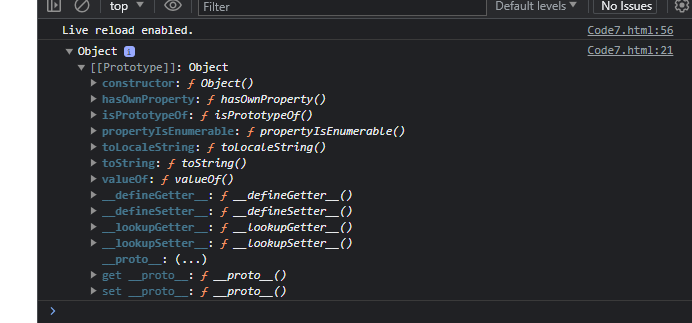 top Filter Default levels No Issues
Live reload enabled. Code7.html:56
Object i Code7.html:21
[[Prototype]]: Object
constructor: ƒ Object()
hasOwnProperty: ƒ hasOwnProperty()
isPrototypeOf: ƒ isPrototypeOf()
propertyIsEnumerable: ƒ propertyIsEnumerable()
toLocaleString: ƒ toLocaleString()
toString: ƒ toString()
valueOf: ƒ valueOf()
__defineGetter__: ƒ __defineGetter__()
__defineSetter__: ƒ __defineSetter__()
__lookupGetter__: ƒ __lookupGetter__()
__lookupSetter__: ƒ __lookupSetter__()
__proto__: (...)
get __proto__: ƒ __proto__()
set __proto__: ƒ __proto__()